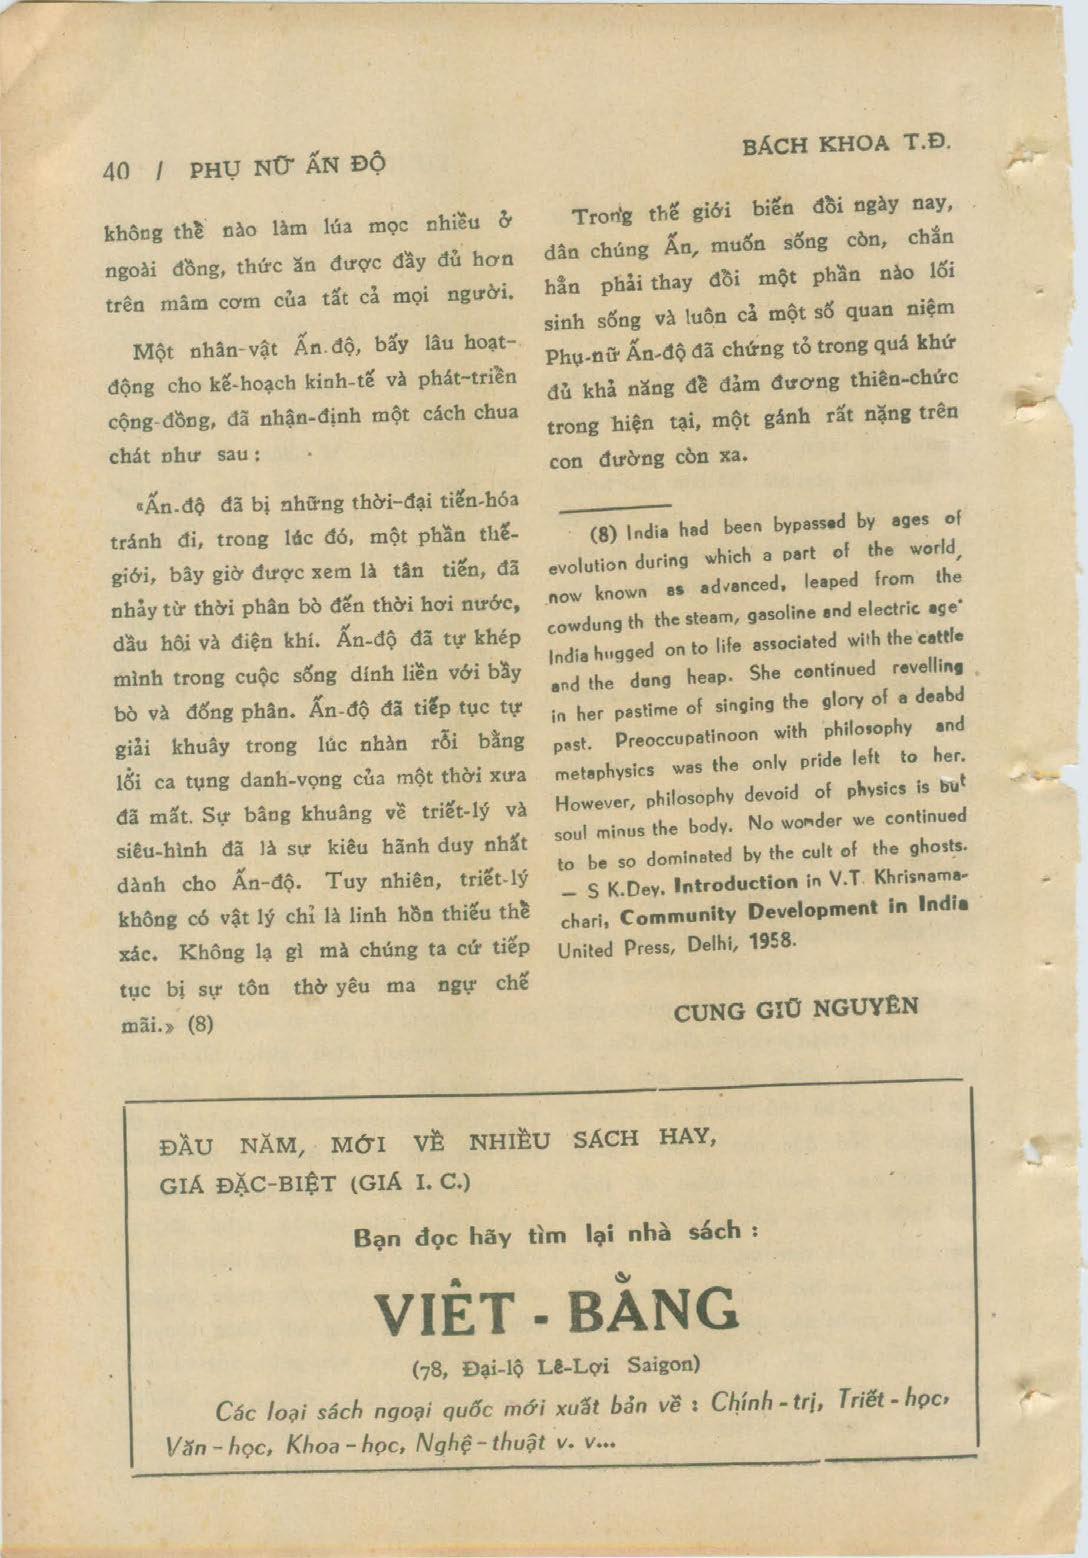 40 / PHỤ NỮ ẤN ĐỘ
BÁCH KHOA T.Đ.
không thể nào làm lúa mọc nhiều ở
ngoài đồng, thức ăn được đầy đủ hơn
trên mâm cơm của tất cả mọi người.
Một nhân-vật Ấn-độ, bấy lâu hoạt-
động cho kế-hoạch kinh-tế và phát-triển
cộng-đồng, đã nhận-định một cách chua
chát như sau :
«Ấn-độ đã bị những thời-đại tiến-hóa
tránh đi, trong lúc đó, một phần thế-
giới, bây giờ được xem là tân tiến, đã
nhảy từ thời phân bò đến thời hơi nước,
dầu hôi và điện khí. Ấn-độ đã tự khép
mình trong cuộc sống dính liền với bầy
bò và đống phân. Ấn-độ đã tiếp tục tự
giải khuây trong lúc nhàn rỗi bằng
lối ca tụng danh-vọng của một thời xưa
đã mất. Sự bâng khuâng về triết-lý và
siêu-hình đã là sự kiêu hãnh duy nhất
dành cho Ấn-độ. Tuy nhiên, triết-lý
không có vật lý chỉ là linh hồn thiếu thể
xác. Không lạ gì mà chúng ta cứ tiếp
tục bị sự tôn thờ yêu ma ngự chế
mãi.» (8)
Trong thế giới biến đổi ngày nay,
dân chúng Ấn, muốn sống còn, chắn
hẳn phải thay đổi một phần nào lối
sinh sống và luôn cả một số quan niệm
Phụ-nữ Ấn-độ đã chứng tỏ trong quá khứ
đủ khả năng để đảm đương thiên-chức
trong hiện tại, một gánh rất nặng trên
con đường còn xa.
(8) India had been bypassed by ages of
evolution during which a part of the world,
now known as advanced, leaped from the
cowdung th the steam, gasoline and electric age·
India hugged on to life associated with the cattle
and the dung heap. She continued revelling
in her pastime of singing the glory of a deabd
past. Preoccupatinoon with philosophy and
metaphysics was the only pride left to her.
However, philosophy devoid of physics is but
soul minus the body. No wonder we continued
to be so dominated by the cult of the ghosts.
— S K.Dey. Introduction in V.T. Khrisnama-
chari, Community Development in India
United Press, Delhi, 1958.
CUNG GIŨ NGUYÊN
ĐẦU NĂM, MỚI VỀ NHIỀU SÁCH HAY,
GIÁ ĐẶC-BIỆT (GIÁ I. C.)
Bạn đọc hãy tìm lại nhà sách :
VIÊT - BẰNG
(78, Đại-lộ Lê-Lợi Saigon)
Các loại sách ngoại quốc mới xuất bản về : Chính-trị, Triết-học,
Văn-học, Khoa-học, Nghệ-thuật v. v...